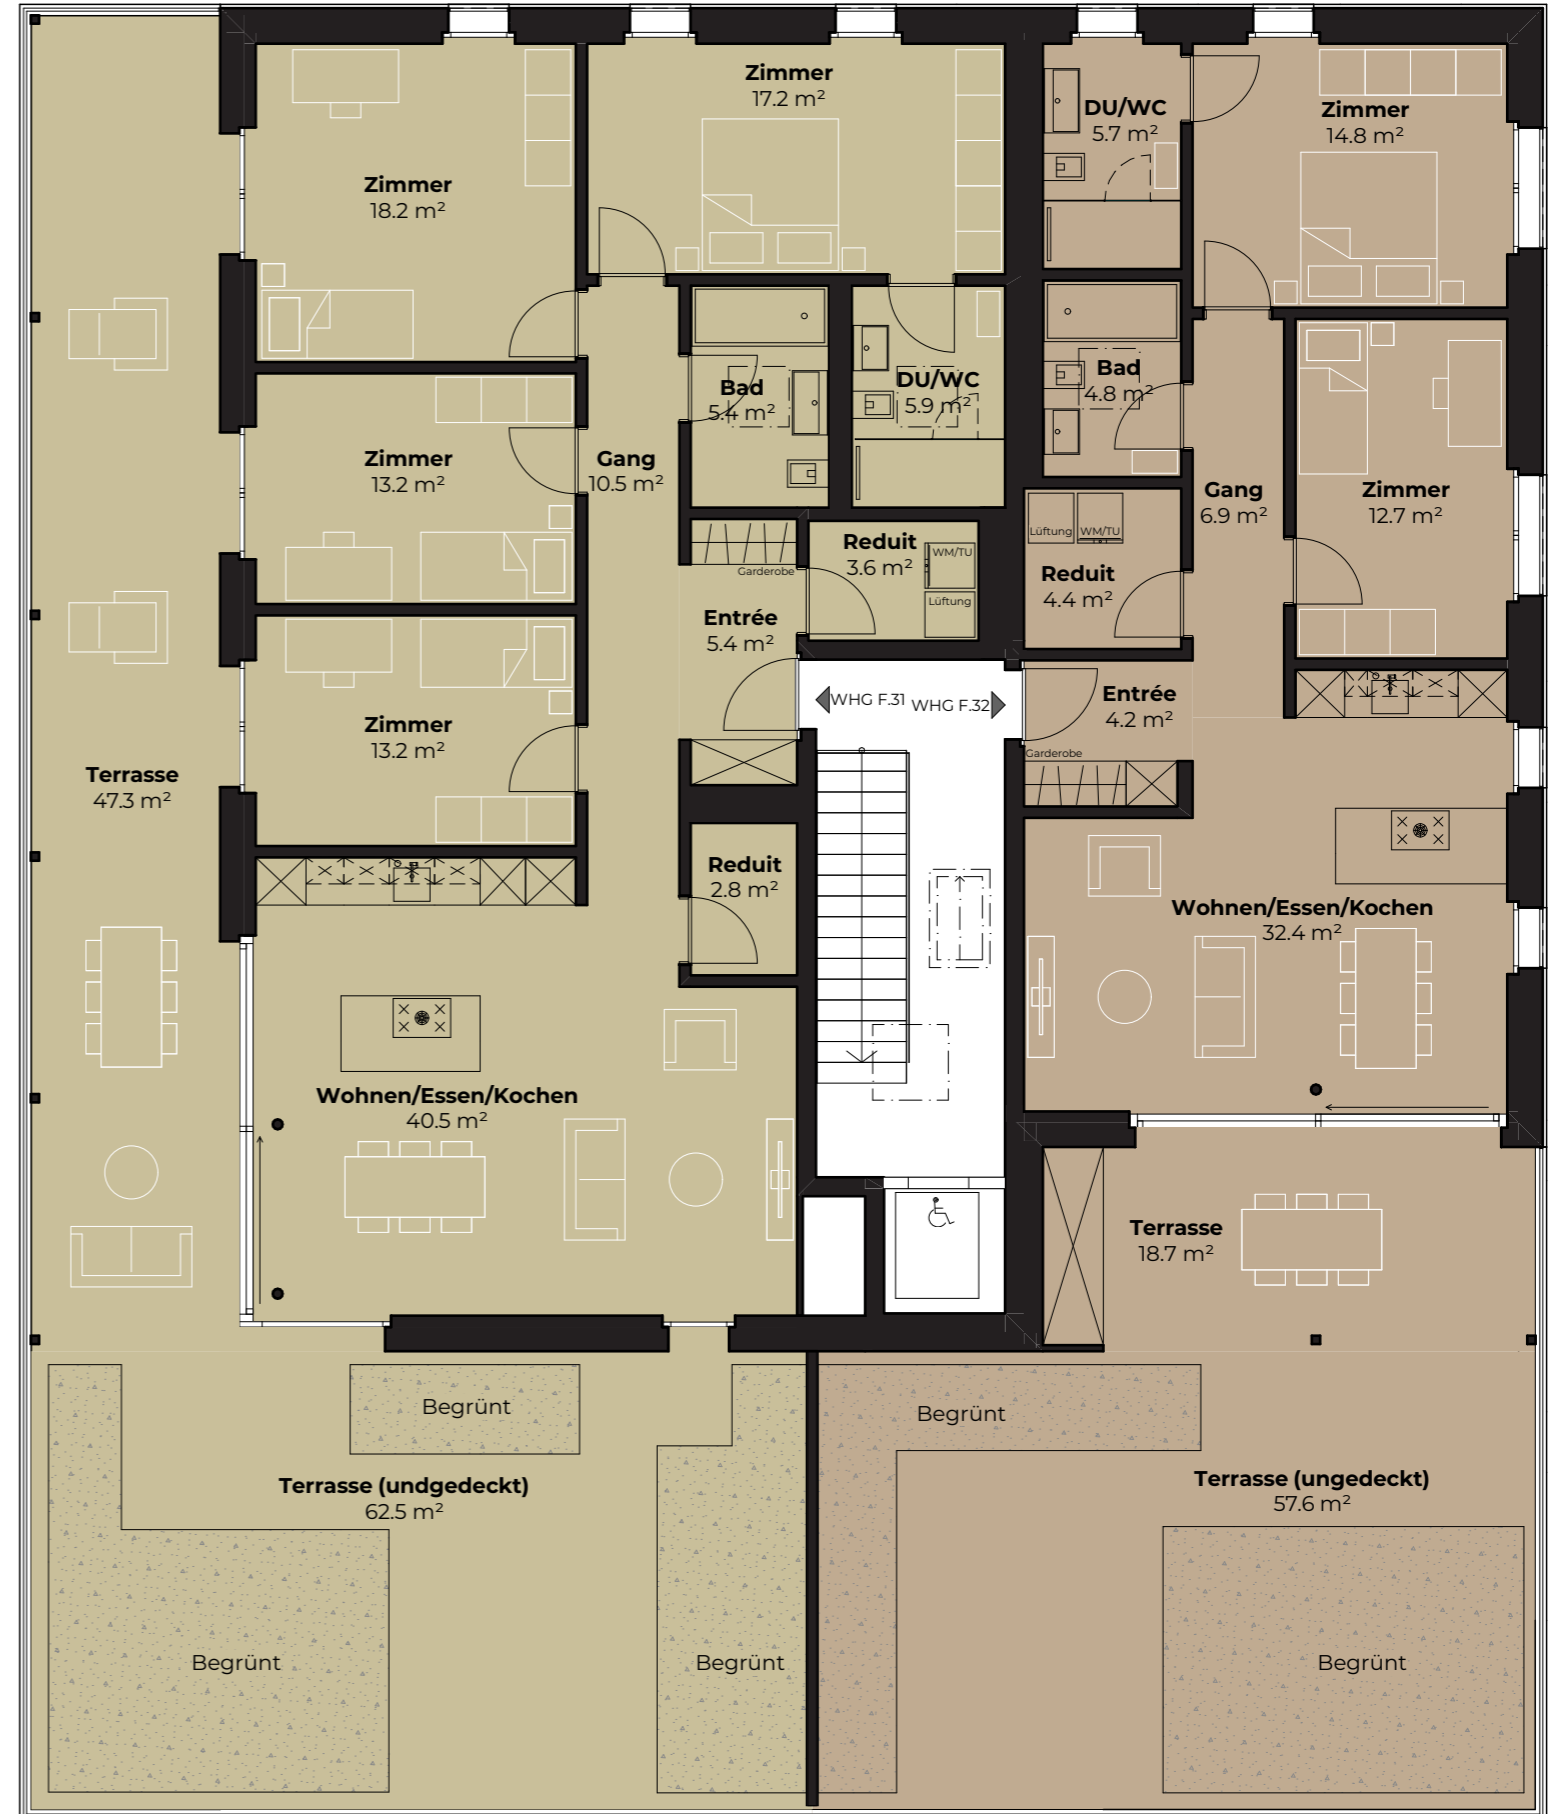 Zimmer
17.2 m²
DU/WC
5.7 m²
Zimmer
14.8 m²
Zimmer
18.2 m²
Bad
5.4 m²
DU/WC
5.9 m²
Bad
4.8 m²
Zimmer
13.2 m²
Gang
10.5 m²
Gang
6.9 m²
Zimmer
12.7 m²
Garderobe
Reduit
3.6 m²
WM/TU
Lüftung
Lüftung
WM/TU
Reduit
4.4 m²
Entrée
5.4 m²
Zimmer
13.2 m²
WHG F.31
WHG F.32
Entrée
4.2 m²
Garderobe
Terrasse
47.3 m²
Reduit
2.8 m²
Wohnen/Essen/Kochen
32.4 m²
Wohnen/Essen/Kochen
40.5 m²
Terrasse
18.7 m²
Begrünt
Begrünt
Terrasse (undgedeckt)
62.5 m²
Terrasse (ungedeckt)
57.6 m²
Begrünt
Begrünt
Begrünt